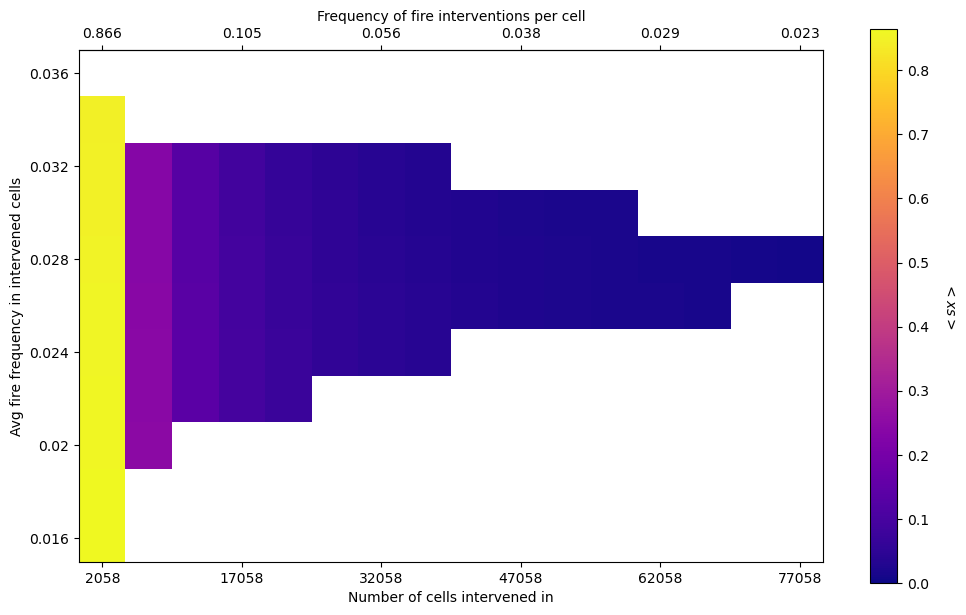 Frequency of fire interventions per cell
0.866 0.105 0.056 0.038 0.029 0.023
0.036
0.032
0.028
0.024
0.02
0.016
Avg fire frequency in intervened cells
2058 17058 32058 47058 62058 77058
Number of cells intervened in
0.8
0.7
0.6
0.5
0.4
0.3
0.2
0.1
0.0
< sx >